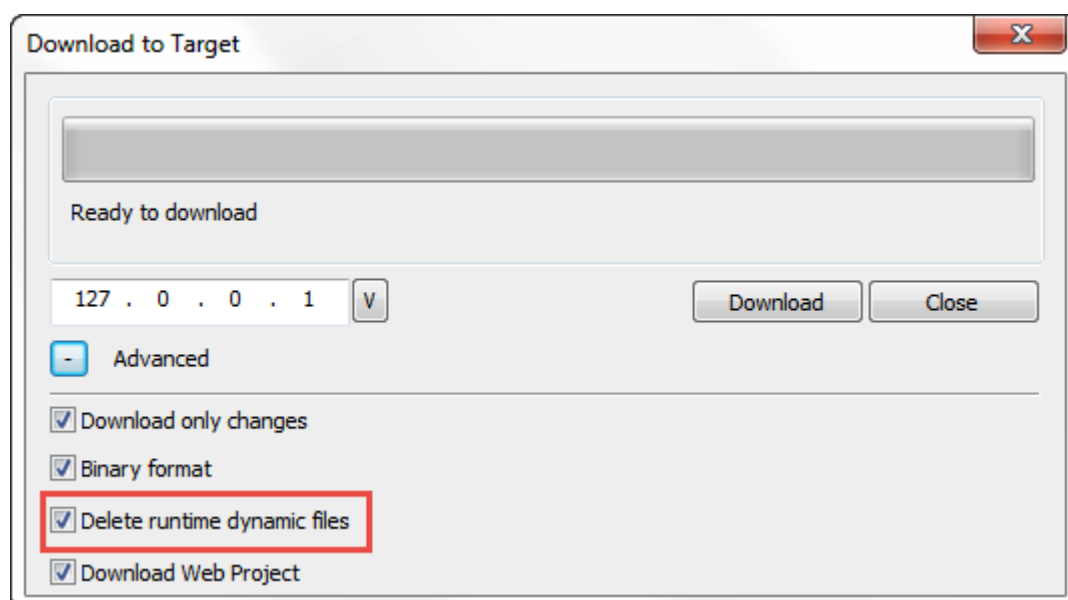 Download to Target
Ready to download
127 . 0 . 0 . 1 V Download Close
- Advanced
Download only changes
Binary format
Delete runtime dynamic files
Download Web Project